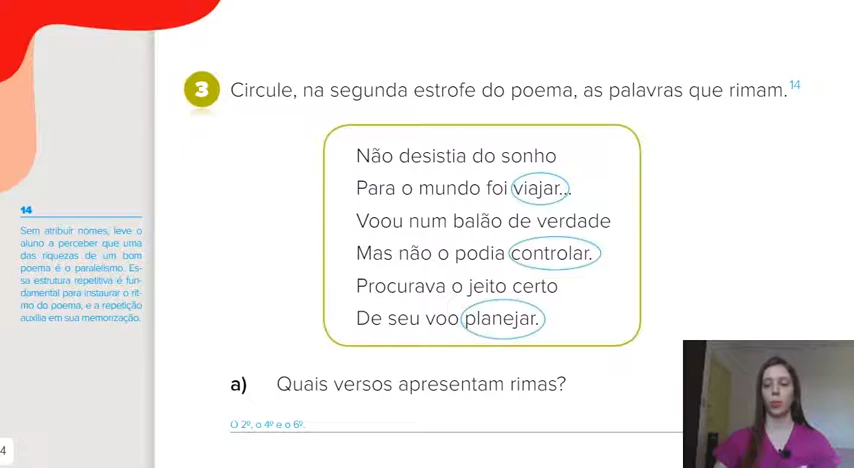 3 Circule, na segunda estrofe do poema, as palavras que rimam.14
Não desistia do sonho
Para o mundo foi viajar...
Voou num balão de verdade
Mas não o podia controlar.
Procurava o jeito certo
De seu voo planejar.
a) Quais versos apresentam rimas?
O 2º, o 4º e o 6º.
14
Sem atribuir nomes, leve o
aluno a perceber que uma
das riquezas de um bom
poema é o paralelismo. Es-
sa estrutura repetitiva é fun-
damental para instaurar o rit-
mo do poema, e a repetição
auxilia em sua memorização.
4